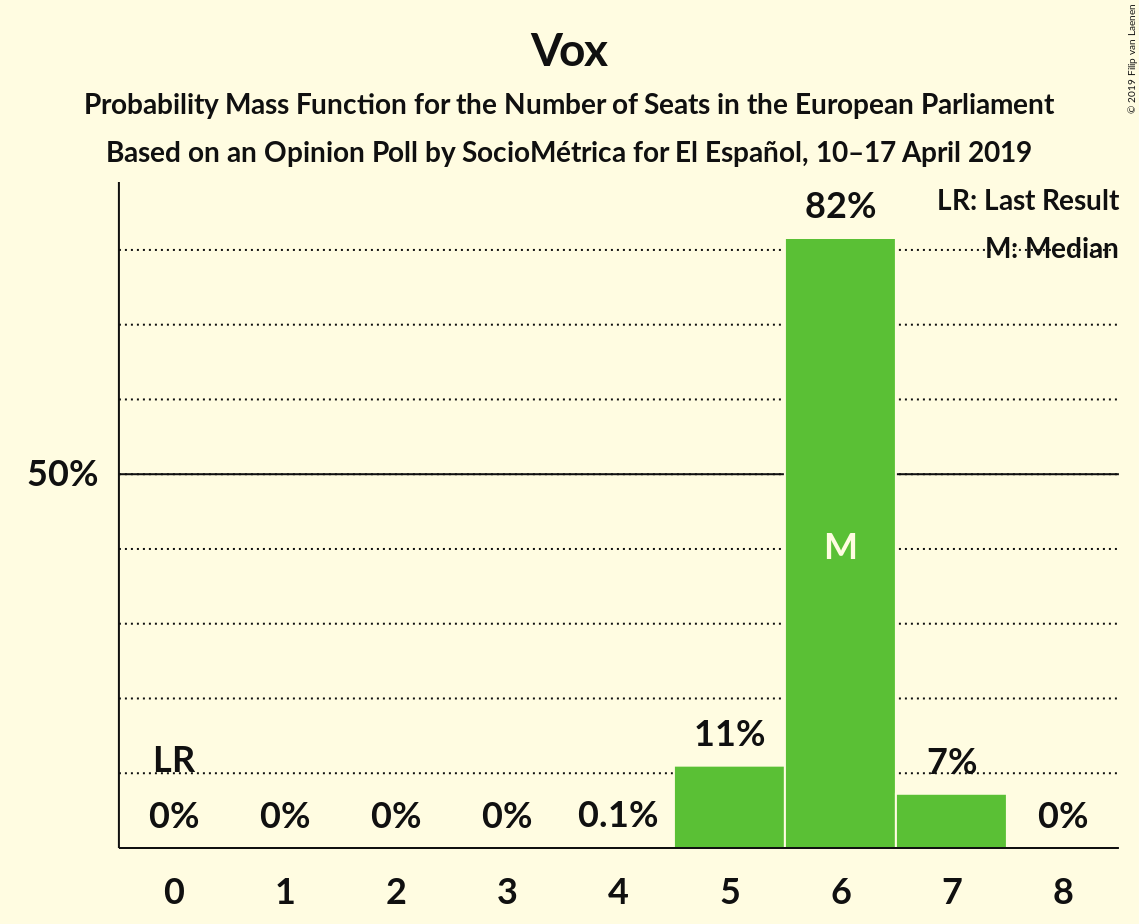 Vox
Probability Mass Function for the Number of Seats in the European Parliament
Based on an Opinion Poll by SocioMétrica for El Español, 10–17 April 2019
© 2019 Filip van Laenen
LR: Last Result
M: Median
82%
50%
M
11%
LR
7%
0% 0% 0% 0% 0.1% 0%
0 1 2 3 4 5 6 7 8